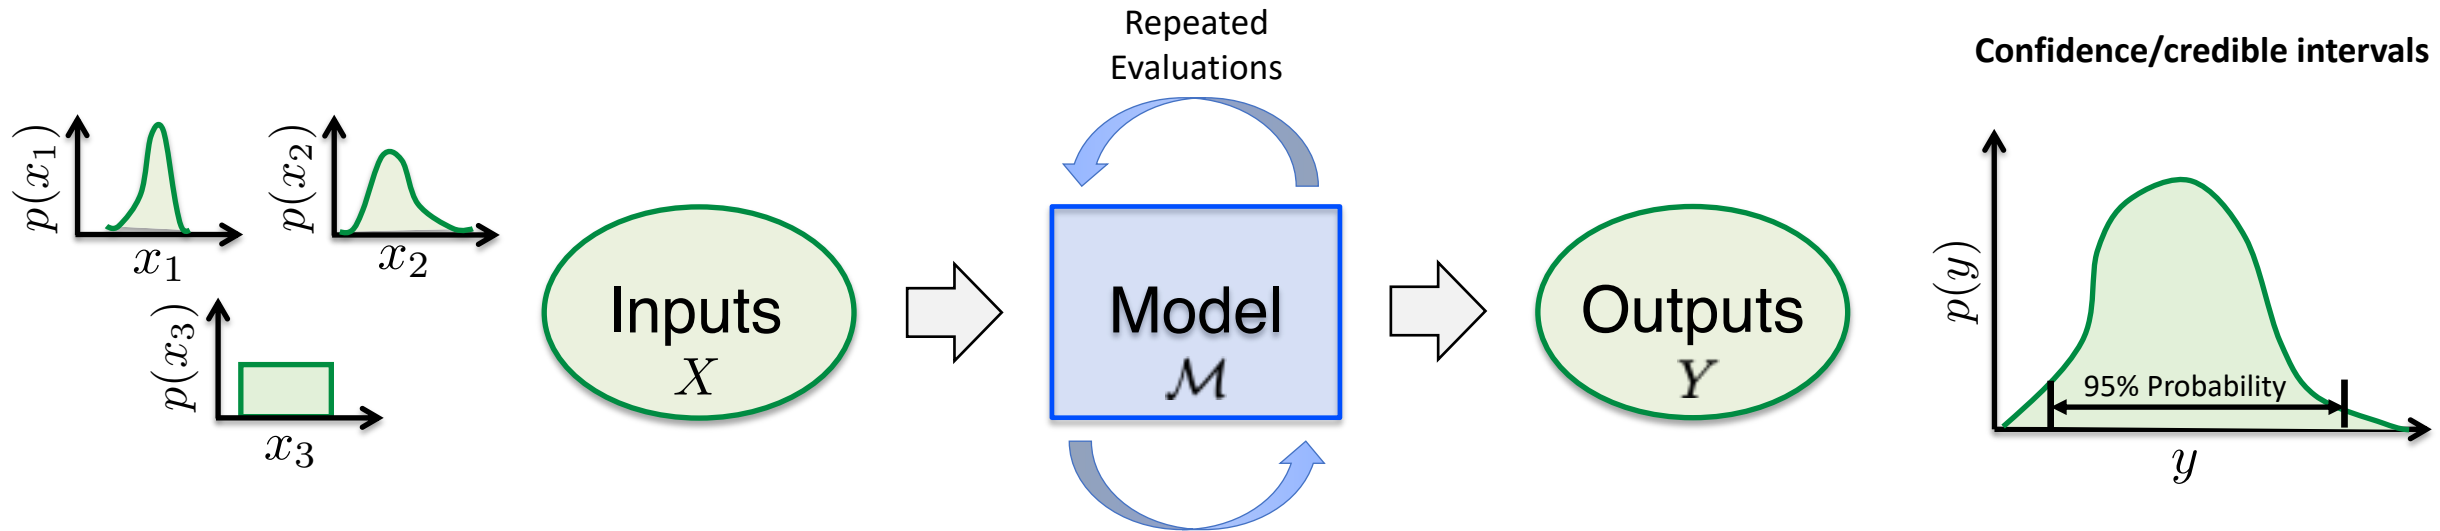 Repeated
Evaluations
Confidence/credible intervals
p(x₁)
x₁
p(x₂)
x₂
p(x₃)
x₃
Inputs
X
Model
ℳ
Outputs
Y
p(y)
95% Probability
y